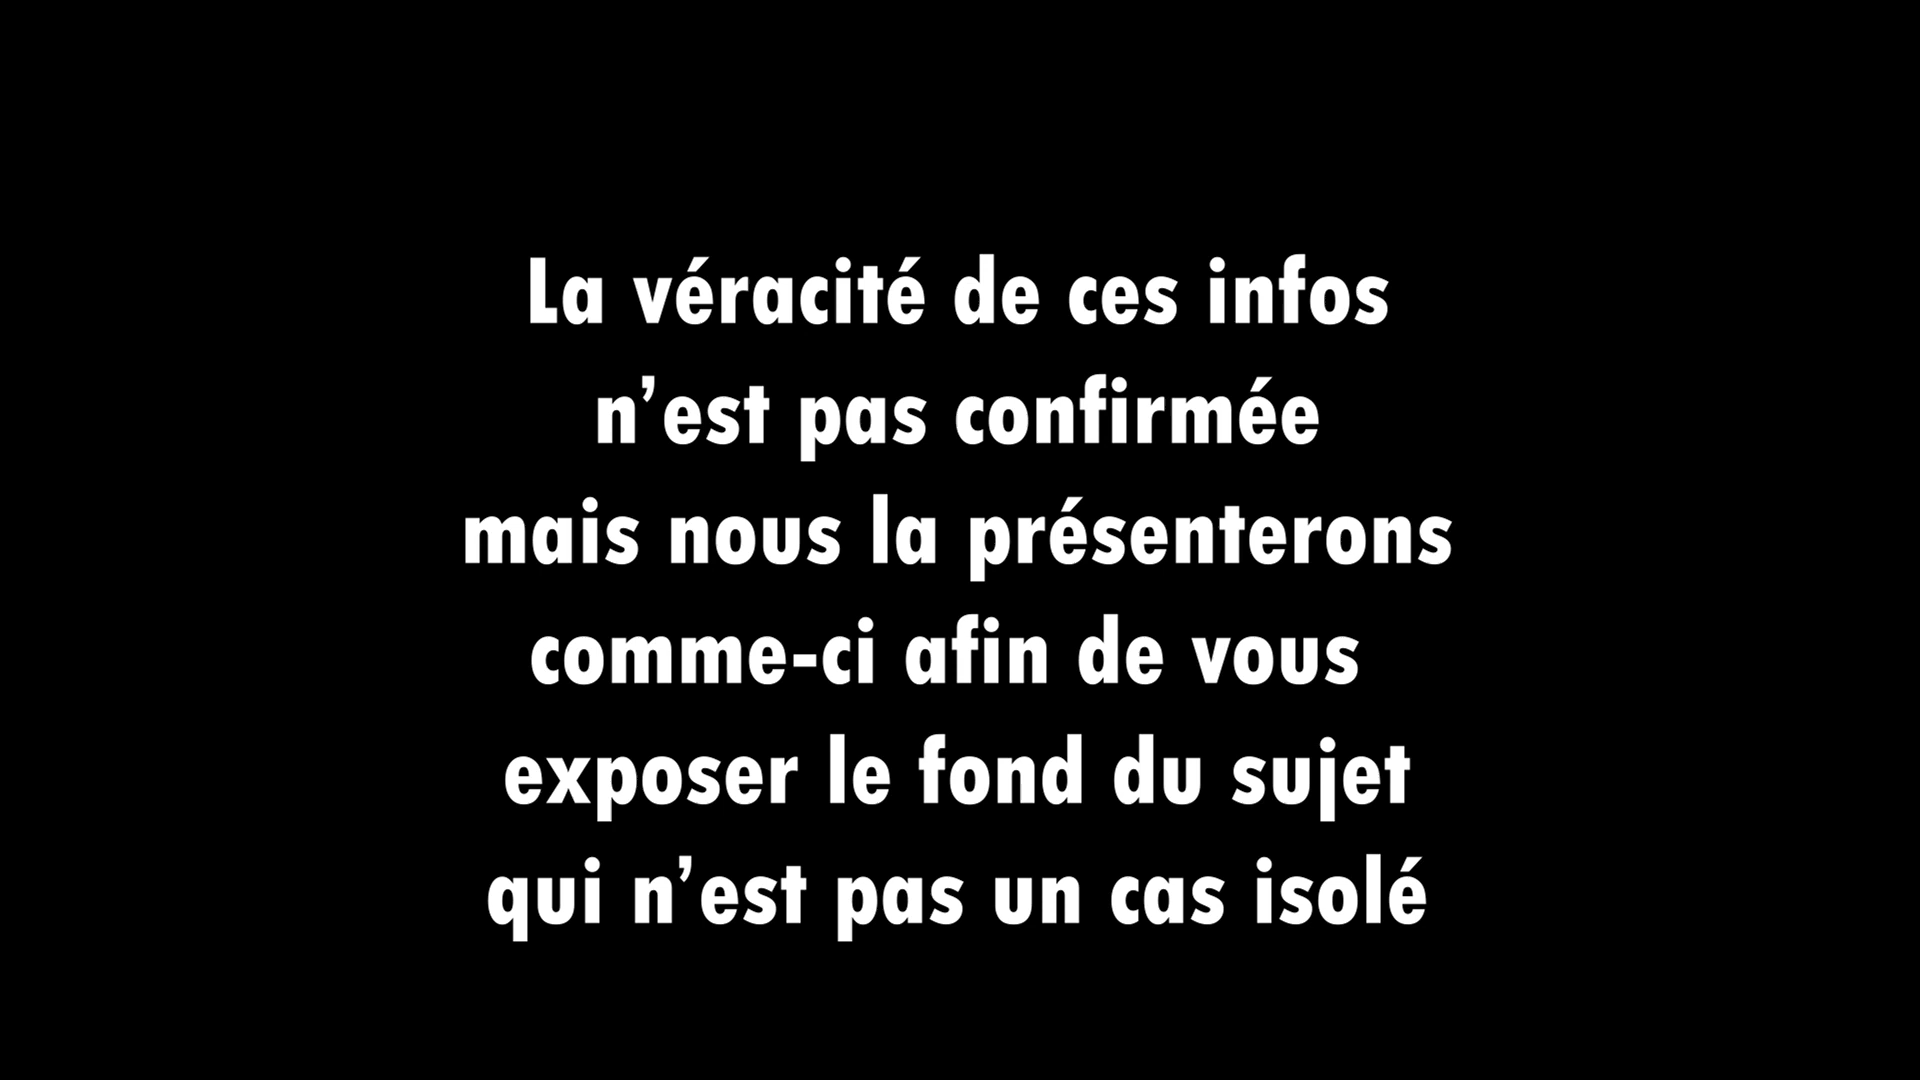 La véracité de ces infos
n’est pas confirmée
mais nous la présenterons
comme-ci afin de vous
exposer le fond du sujet
qui n’est pas un cas isolé